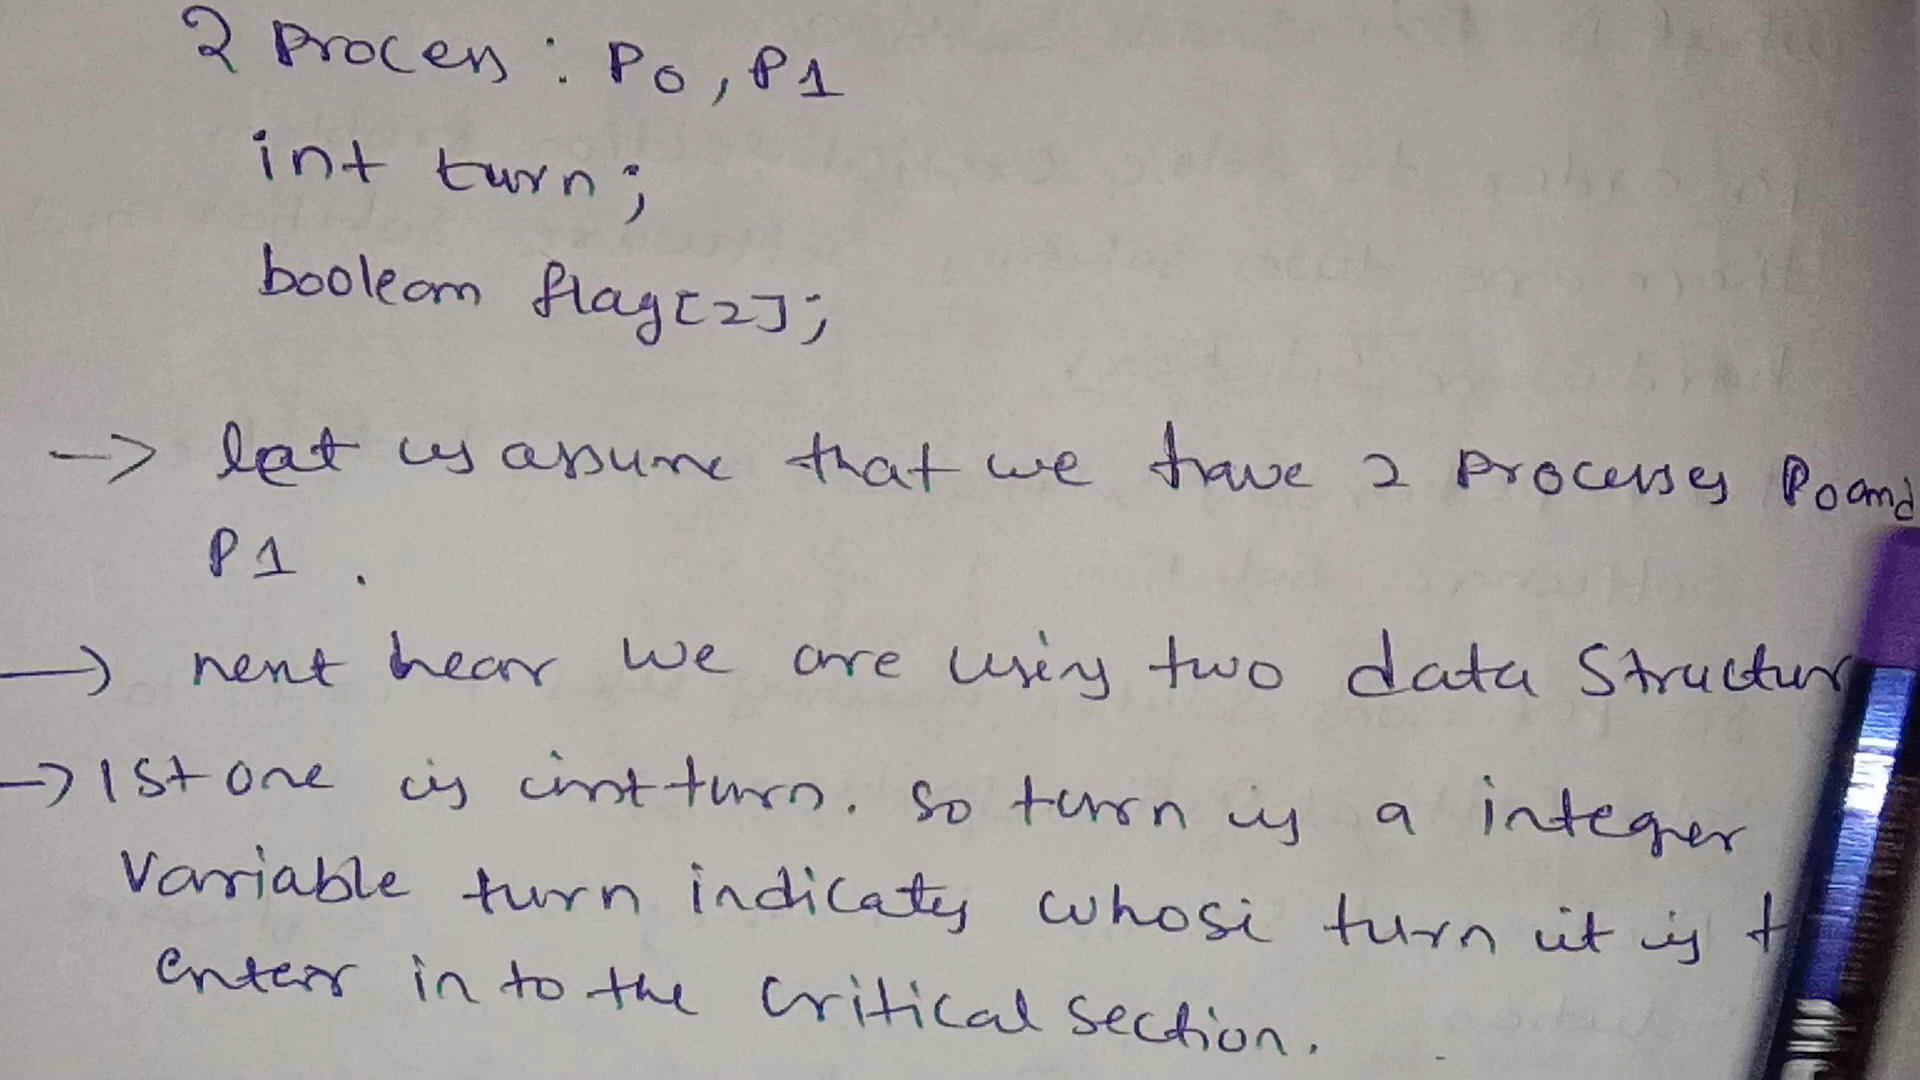 2 Process : P0, P1
int turn;
boolean flag[2];
-> let us assume that we have 2 Processes P0 and
P1 .
-> next hear we are using two data Structur
-> 1st one is int turn. so turn is a integer
Variable turn indicates whose turn it is t
enter in to the critical section.